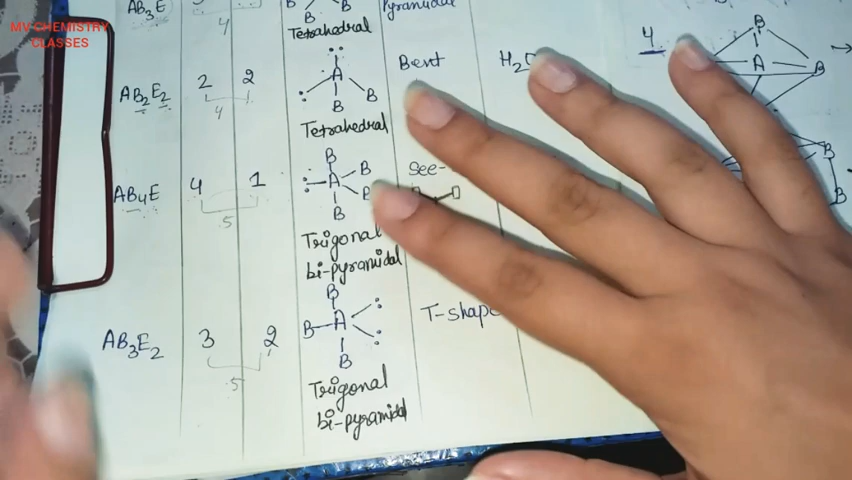 MV CHEMISTRY
CLASSES
AB3E
4
B
B
B
Tetrahedral
Pyramidal
AB2E2
2
2
4
A
B
B
Tetrahedral
Bent
H2O
AB4E
4
1
5
B
A
B
B
B
Trigonal
bi-pyramidal
See-
AB3E2
3
2
5
B
B-A
B
Trigonal
bi-pyramidal
T-shape
4
B
A
B
B
B